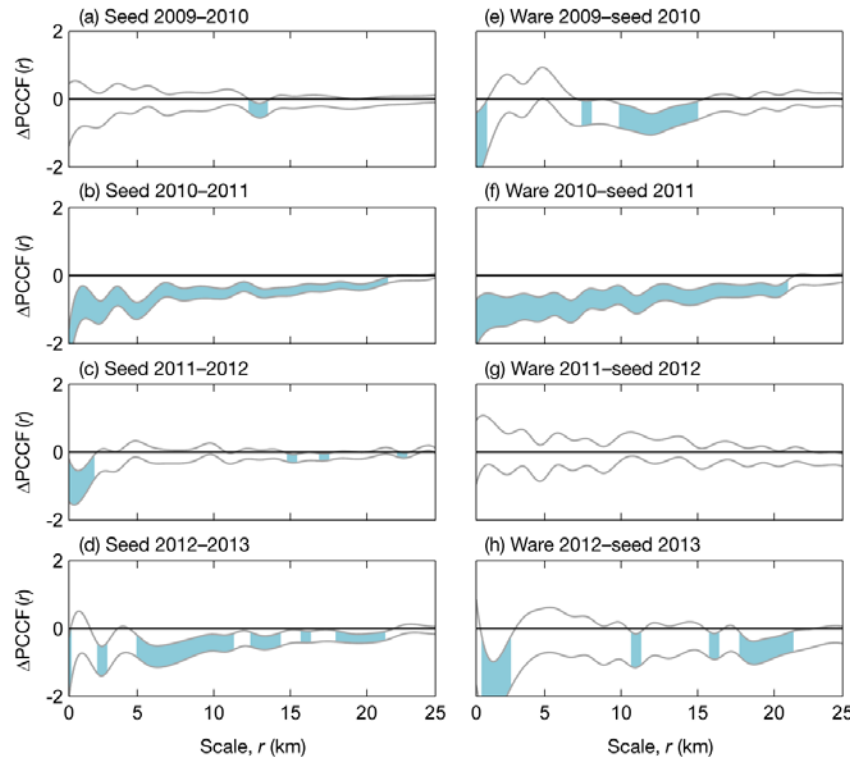 (a) Seed 2009–2010
2
0
-2
ΔPCCF(r)
(b) Seed 2010–2011
2
0
-2
ΔPCCF(r)
(c) Seed 2011–2012
2
0
-2
ΔPCCF(r)
(d) Seed 2012–2013
2
0
-2
ΔPCCF(r)
0 5 10 15 20 25
Scale, r (km)
(e) Ware 2009–seed 2010
(f) Ware 2010–seed 2011
(g) Ware 2011–seed 2012
(h) Ware 2012–seed 2013
0 5 10 15 20 25
Scale, r (km)